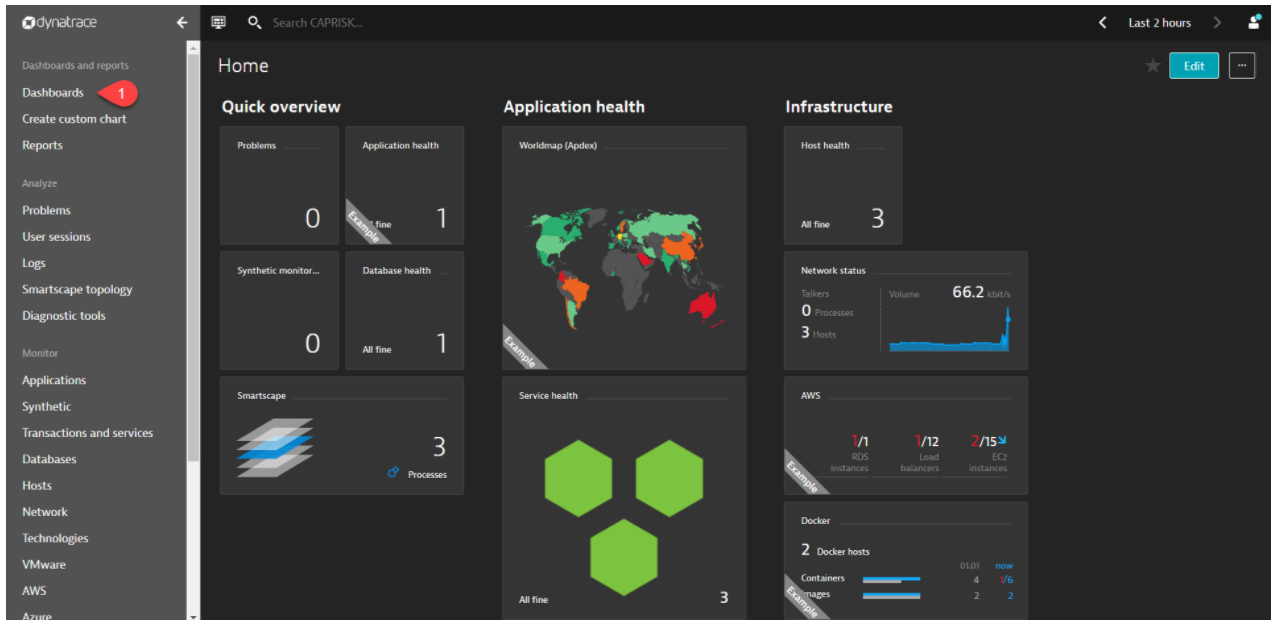 dynatrace
Search CAPRISK...
Last 2 hours
Dashboards and reports
Dashboards
1
Create custom chart
Reports
Analyze
Problems
User sessions
Logs
Smartscape topology
Diagnostic tools
Monitor
Applications
Synthetic
Transactions and services
Databases
Hosts
Network
Technologies
VMware
AWS
Azure
Home
Edit
...
Quick overview
Problems
0
Application health
fine
1
Example
Synthetic monitor...
0
Database health
All fine
1
Smartscape
3
Processes
Application health
Worldmap (Apdex)
Example
Service health
All fine
3
Infrastructure
Host health
All fine
3
Network status
Talkers
0 Processes
3 Hosts
Volume
66.2 kbit/s
AWS
1/1
RDS
instances
1/12
Load
balancers
2/15
EC2
instances
Example
Docker
2 Docker hosts
01.01 now
Containers 4 1/6
mages 2 2
Example